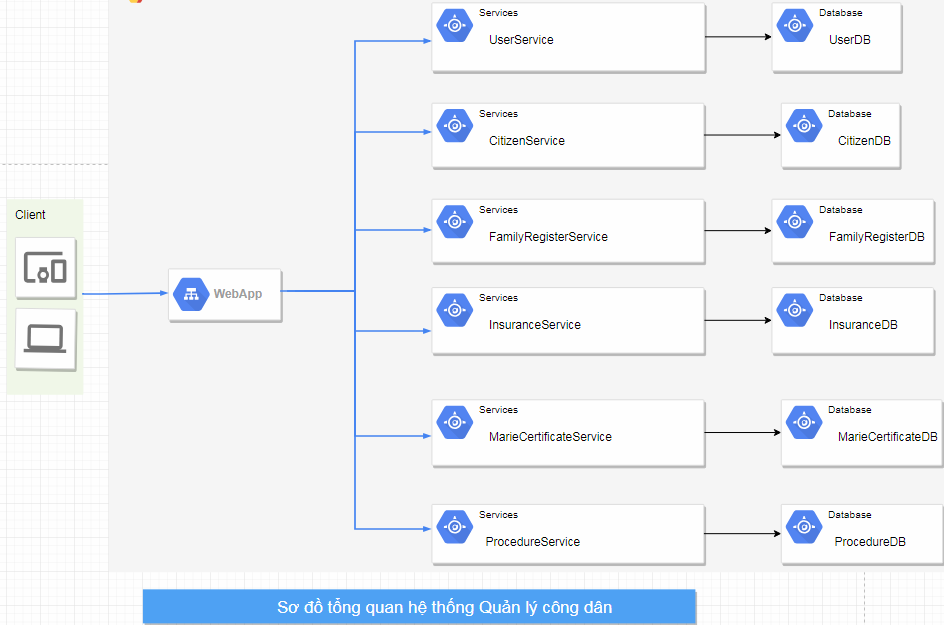 Services
UserService
Database
UserDB
Services
CitizenService
Database
CitizenDB
Client
Services
FamilyRegisterService
Database
FamilyRegisterDB
WebApp
Services
InsuranceService
Database
InsuranceDB
Services
MarieCertificateService
Database
MarieCertificateDB
Services
ProcedureService
Database
ProcedureDB
Sơ đồ tổng quan hệ thống Quản lý công dân